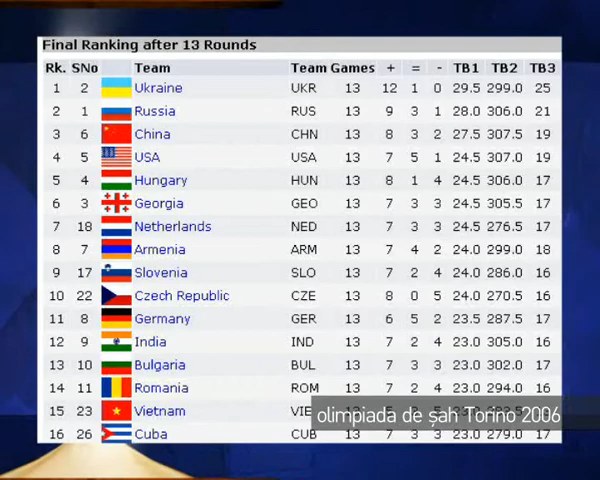 Final Ranking after 13 Rounds
Rk. SNo Team Team Games + = - TB1 TB2 TB3
1 2 Ukraine UKR 13 12 1 0 29.5 299.0 25
2 1 Russia RUS 13 9 3 1 28.0 306.0 21
3 6 China CHN 13 8 3 2 27.5 307.5 19
4 5 USA USA 13 7 5 1 24.5 307.0 19
5 4 Hungary HUN 13 8 1 4 24.5 306.0 17
6 3 Georgia GEO 13 7 3 3 24.5 305.5 17
7 18 Netherlands NED 13 7 3 3 24.5 276.5 17
8 7 Armenia ARM 13 7 4 2 24.0 299.0 18
9 17 Slovenia SLO 13 7 2 4 24.0 286.0 16
10 22 Czech Republic CZE 13 8 0 5 24.0 270.5 16
11 8 Germany GER 13 6 5 2 23.5 287.5 17
12 9 India IND 13 7 2 4 23.0 305.0 16
13 10 Bulgaria BUL 13 7 3 3 23.0 302.0 17
14 11 Romania ROM 13 7 2 4 23.0 294.0 16
15 23 Vietnam
olimpiada de șah Torino 2006
16 26 Cuba CUB 13 7 3 3 23.0 279.0 17